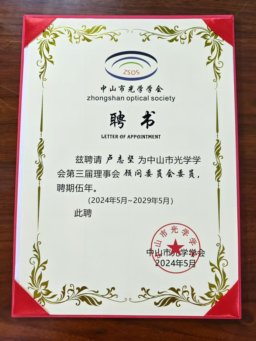 ZSOS
中山市光学学会
zhongshan optical society
聘 书
LETTER OF APPOINTMENT
兹聘请 卢志坚 为中山市光学学
会第三届理事会 顾问委员会委员，
聘期伍年。
(2024年5月~2029年5月)
此聘
中山市光学学会
中山市光学学会
2024年5月